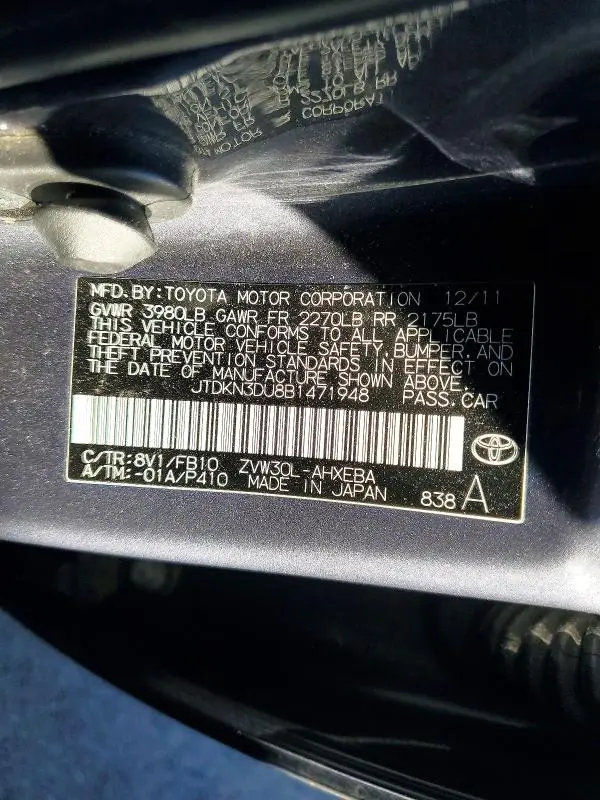 MFD. BY: TOYOTA MOTOR CORPORATION 12/11
GVWR 3980LB GAWR FR 2270LB RR 2175LB
THIS VEHICLE CONFORMS TO ALL APPLICABLE
FEDERAL MOTOR VEHICLE SAFETY, BUMPER, AND
THEFT PREVENTION STANDARDS IN EFFECT ON
THE DATE OF MANUFACTURE SHOWN ABOVE.
JTDKN3DU8B1471948 PASS. CAR
C/TR: 8V1/FB10 ZVW30L-AHXEBA
A/TM: -01A/P410 MADE IN JAPAN 838 A